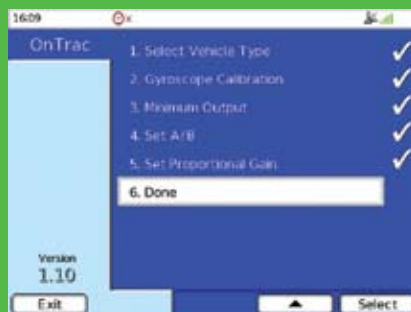 16:09
OnTrac
1. Select Vehicle Type
2. Gyroscope Calibration
3. Minimum Output
4. Set A/B
5. Set Proportional Gain
6. Done
Version
1.10
Exit
Select